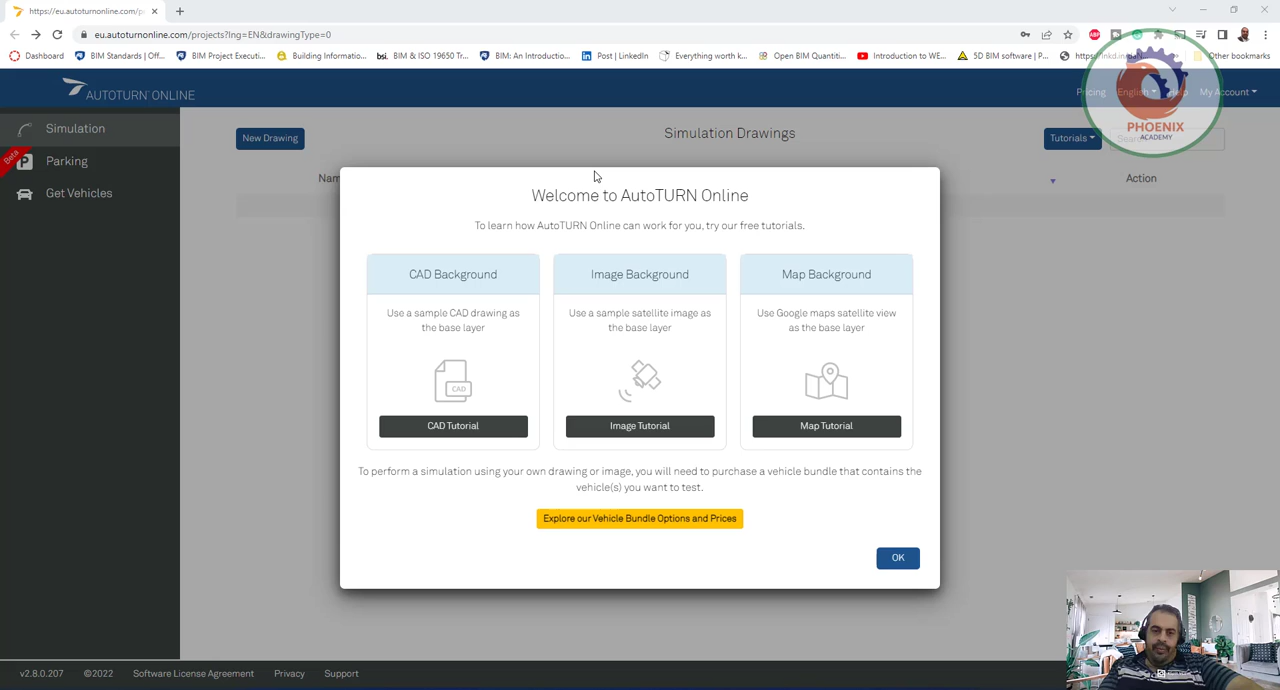 https://eu.autoturnonline.com/p
eu.autoturnonline.com/projects?lng=EN&drawingType=0
Dashboard
BIM Standards | Off...
BIM Project Executi...
Building Informatio...
bsi. BIM & ISO 19650 Tr...
BIM: An Introductio...
Post | LinkedIn
Everything worth k...
Open BIM Quantiti...
Introduction to WE...
5D BIM software | P...
Other bookmarks
AUTOTURN ONLINE
Pricing
English
Help
My Account
PHOENIX
ACADEMY
Simulation
Beta
Parking
Get Vehicles
New Drawing
Simulation Drawings
Tutorials
Action
Welcome to AutoTURN Online
To learn how AutoTURN Online can work for you, try our free tutorials.
CAD Background
Use a sample CAD drawing as
the base layer
CAD
CAD Tutorial
Image Background
Use a sample satellite image as
the base layer
Image Tutorial
Map Background
Use Google maps satellite view
as the base layer
Map Tutorial
To perform a simulation using your own drawing or image, you will need to purchase a vehicle bundle that contains the
vehicle(s) you want to test.
Explore our Vehicle Bundle Options and Prices
OK
v2.8.0.207
©2022
Software License Agreement
Privacy
Support